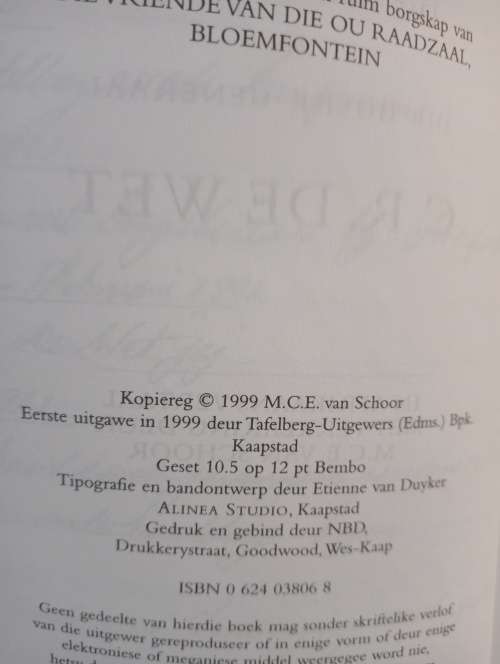 ruim borgskap van
VRIENDE VAN DIE OU RAADZAAL,
BLOEMFONTEIN
C R DE WET
Kopiereg © 1999 M.C.E. van Schoor
Eerste uitgawe in 1999 deur Tafelberg-Uitgewers (Edms.) Bpk.
Kaapstad
Geset 10.5 op 12 pt Bembo
Tipografie en bandontwerp deur Etienne van Duyker
ALINEA STUDIO, Kaapstad
Gedruk en gebind deur NBD,
Drukkerystraat, Goodwood, Wes-Kaap
ISBN 0 624 03806 8
Geen gedeelte van hierdie boek mag sonder skriftelike verlof
van die uitgewer gereproduseer of in enige vorm of deur enige
elektroniese of meganiese middel weergegee word nie,